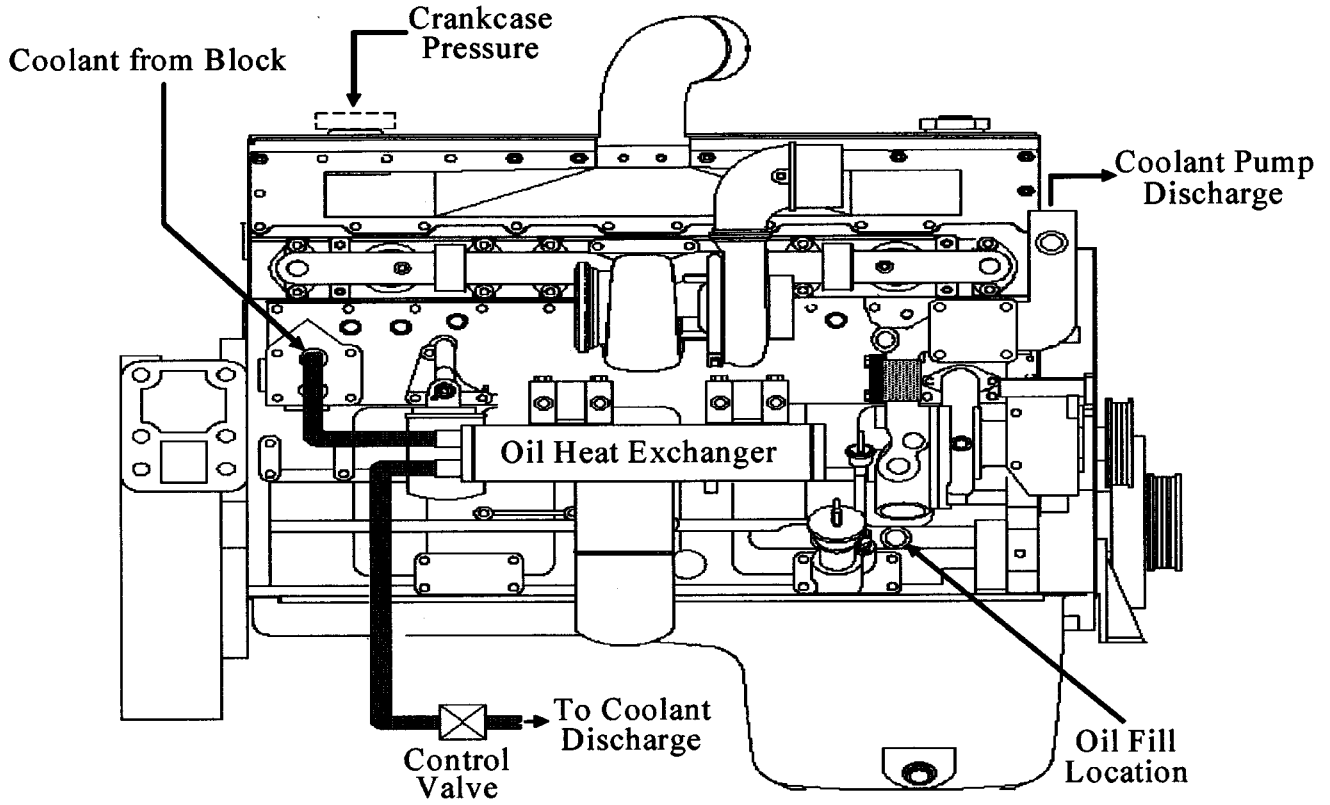 Crankcase
Pressure
Coolant from Block
Coolant Pump
Discharge
Oil Heat Exchanger
To Coolant
Discharge
Control
Valve
Oil Fill
Location